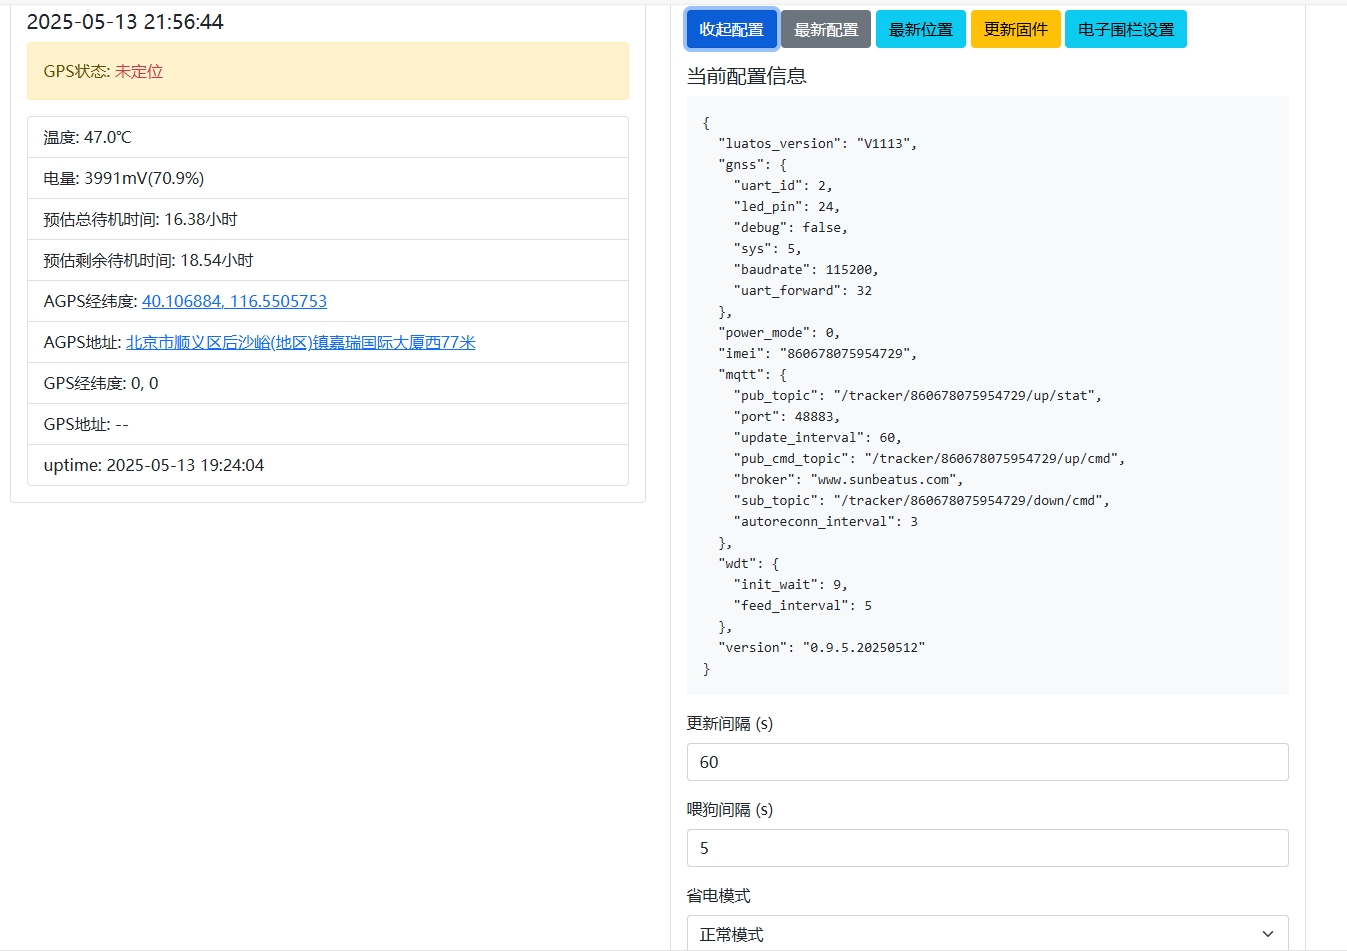 2025-05-13 21:56:44
GPS状态: 未定位
温度: 47.0℃
电量: 3991mV(70.9%)
预估总待机时间: 16.38小时
预估剩余待机时间: 18.54小时
AGPS经纬度: 40.106884, 116.5505753
AGPS地址: 北京市顺义区后沙峪(地区)镇嘉瑞国际大厦西77米
GPS经纬度: 0, 0
GPS地址: --
uptime: 2025-05-13 19:24:04
收起配置 最新配置 最新位置 更新固件 电子围栏设置
当前配置信息
{
  "luatos_version": "V1113",
  "gnss": {
    "uart_id": 2,
    "led_pin": 24,
    "debug": false,
    "sys": 5,
    "baudrate": 115200,
    "uart_forward": 32
  },
  "power_mode": 0,
  "imei": "860678075954729",
  "mqtt": {
    "pub_topic": "/tracker/860678075954729/up/stat",
    "port": 48883,
    "update_interval": 60,
    "pub_cmd_topic": "/tracker/860678075954729/up/cmd",
    "broker": "www.sunbeatus.com",
    "sub_topic": "/tracker/860678075954729/down/cmd",
    "autoreconn_interval": 3
  },
  "wdt": {
    "init_wait": 9,
    "feed_interval": 5
  },
  "version": "0.9.5.20250512"
}
更新间隔 (s)
60
喂狗间隔 (s)
5
省电模式
正常模式